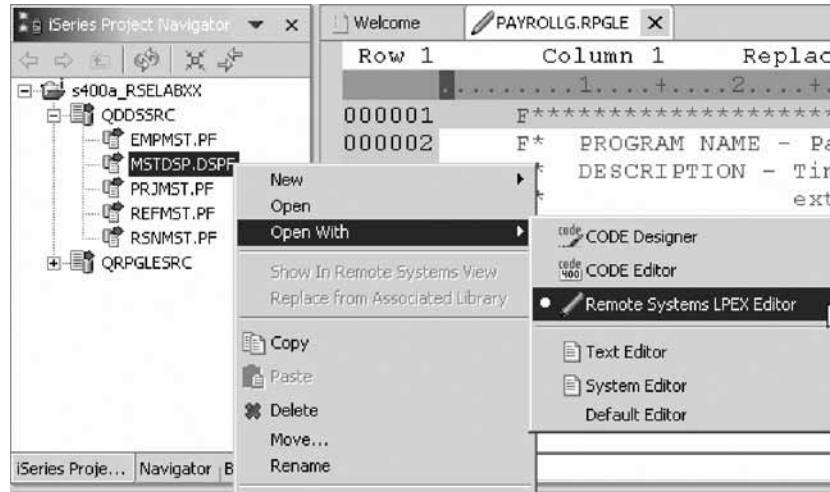 iSeries Project Navigator
s400a_RSELABXX
QDDSSRC
EMPMST.PF
MSTDSP.DSPF
PRJMST.PF
REFMST.PF
RSNMST.PF
QRPGLESRC
iSeries Proje... Navigator B
Welcome PAYROLLG.RPGLE
Row 1 Column 1 Replac
.........1....+....2....+.
000001 F*************************
000002 F* PROGRAM NAME - Pa
* DESCRIPTION - Tim
* ext
New
Open
Open With
Show In Remote Systems View
Replace from Associated Library
Copy
Paste
Delete
Move...
Rename
CODE Designer
CODE Editor
Remote Systems LPEX Editor
Text Editor
System Editor
Default Editor